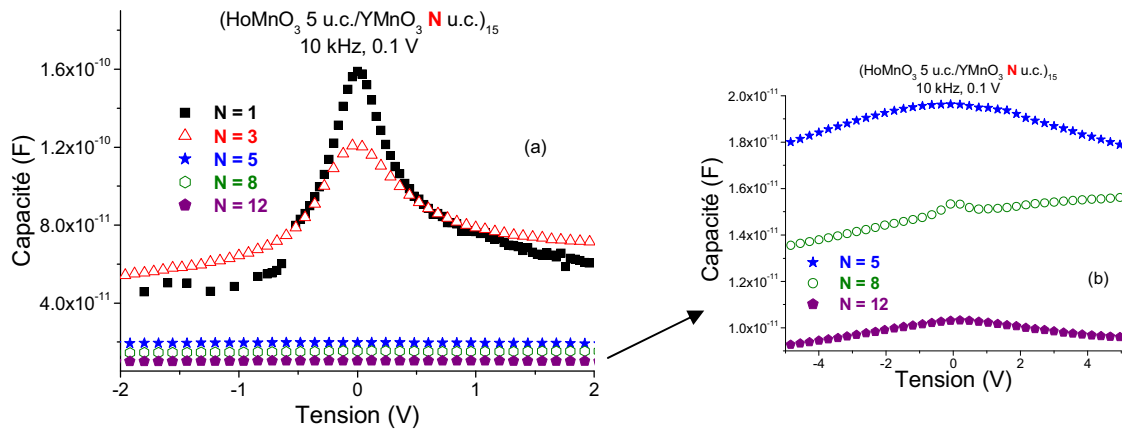 (HoMnO₃ 5 u.c./YMnO₃ N u.c.)₁₅
10 kHz, 0.1 V
1.6x10⁻¹⁰
1.2x10⁻¹⁰
8.0x10⁻¹¹
4.0x10⁻¹¹
Capacité (F)
N = 1
N = 3
N = 5
N = 8
N = 12
(a)
-2 -1 0 1 2
Tension (V)
(HoMnO₃ 5 u.c./YMnO₃ N u.c.)₁₅
10 kHz, 0.1 V
2.0x10⁻¹¹
1.8x10⁻¹¹
1.6x10⁻¹¹
1.4x10⁻¹¹
1.2x10⁻¹¹
1.0x10⁻¹¹
Capacité (F)
N = 5
N = 8
N = 12
(b)
-4 -2 0 2 4
Tension (V)